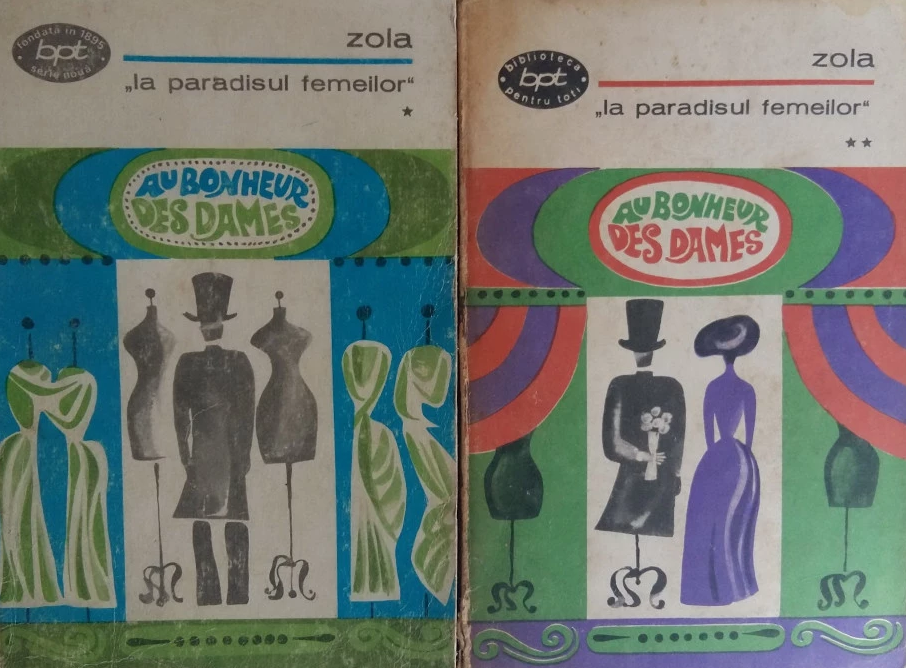 fondată în 1895
bpt
serie nouă
zola
„la paradisul femeilor“
*
AU BONHEUR
DES DAMES
biblioteca
bpt
pentru toți
zola
„la paradisul femeilor“
**
AU BONHEUR
DES DAMES